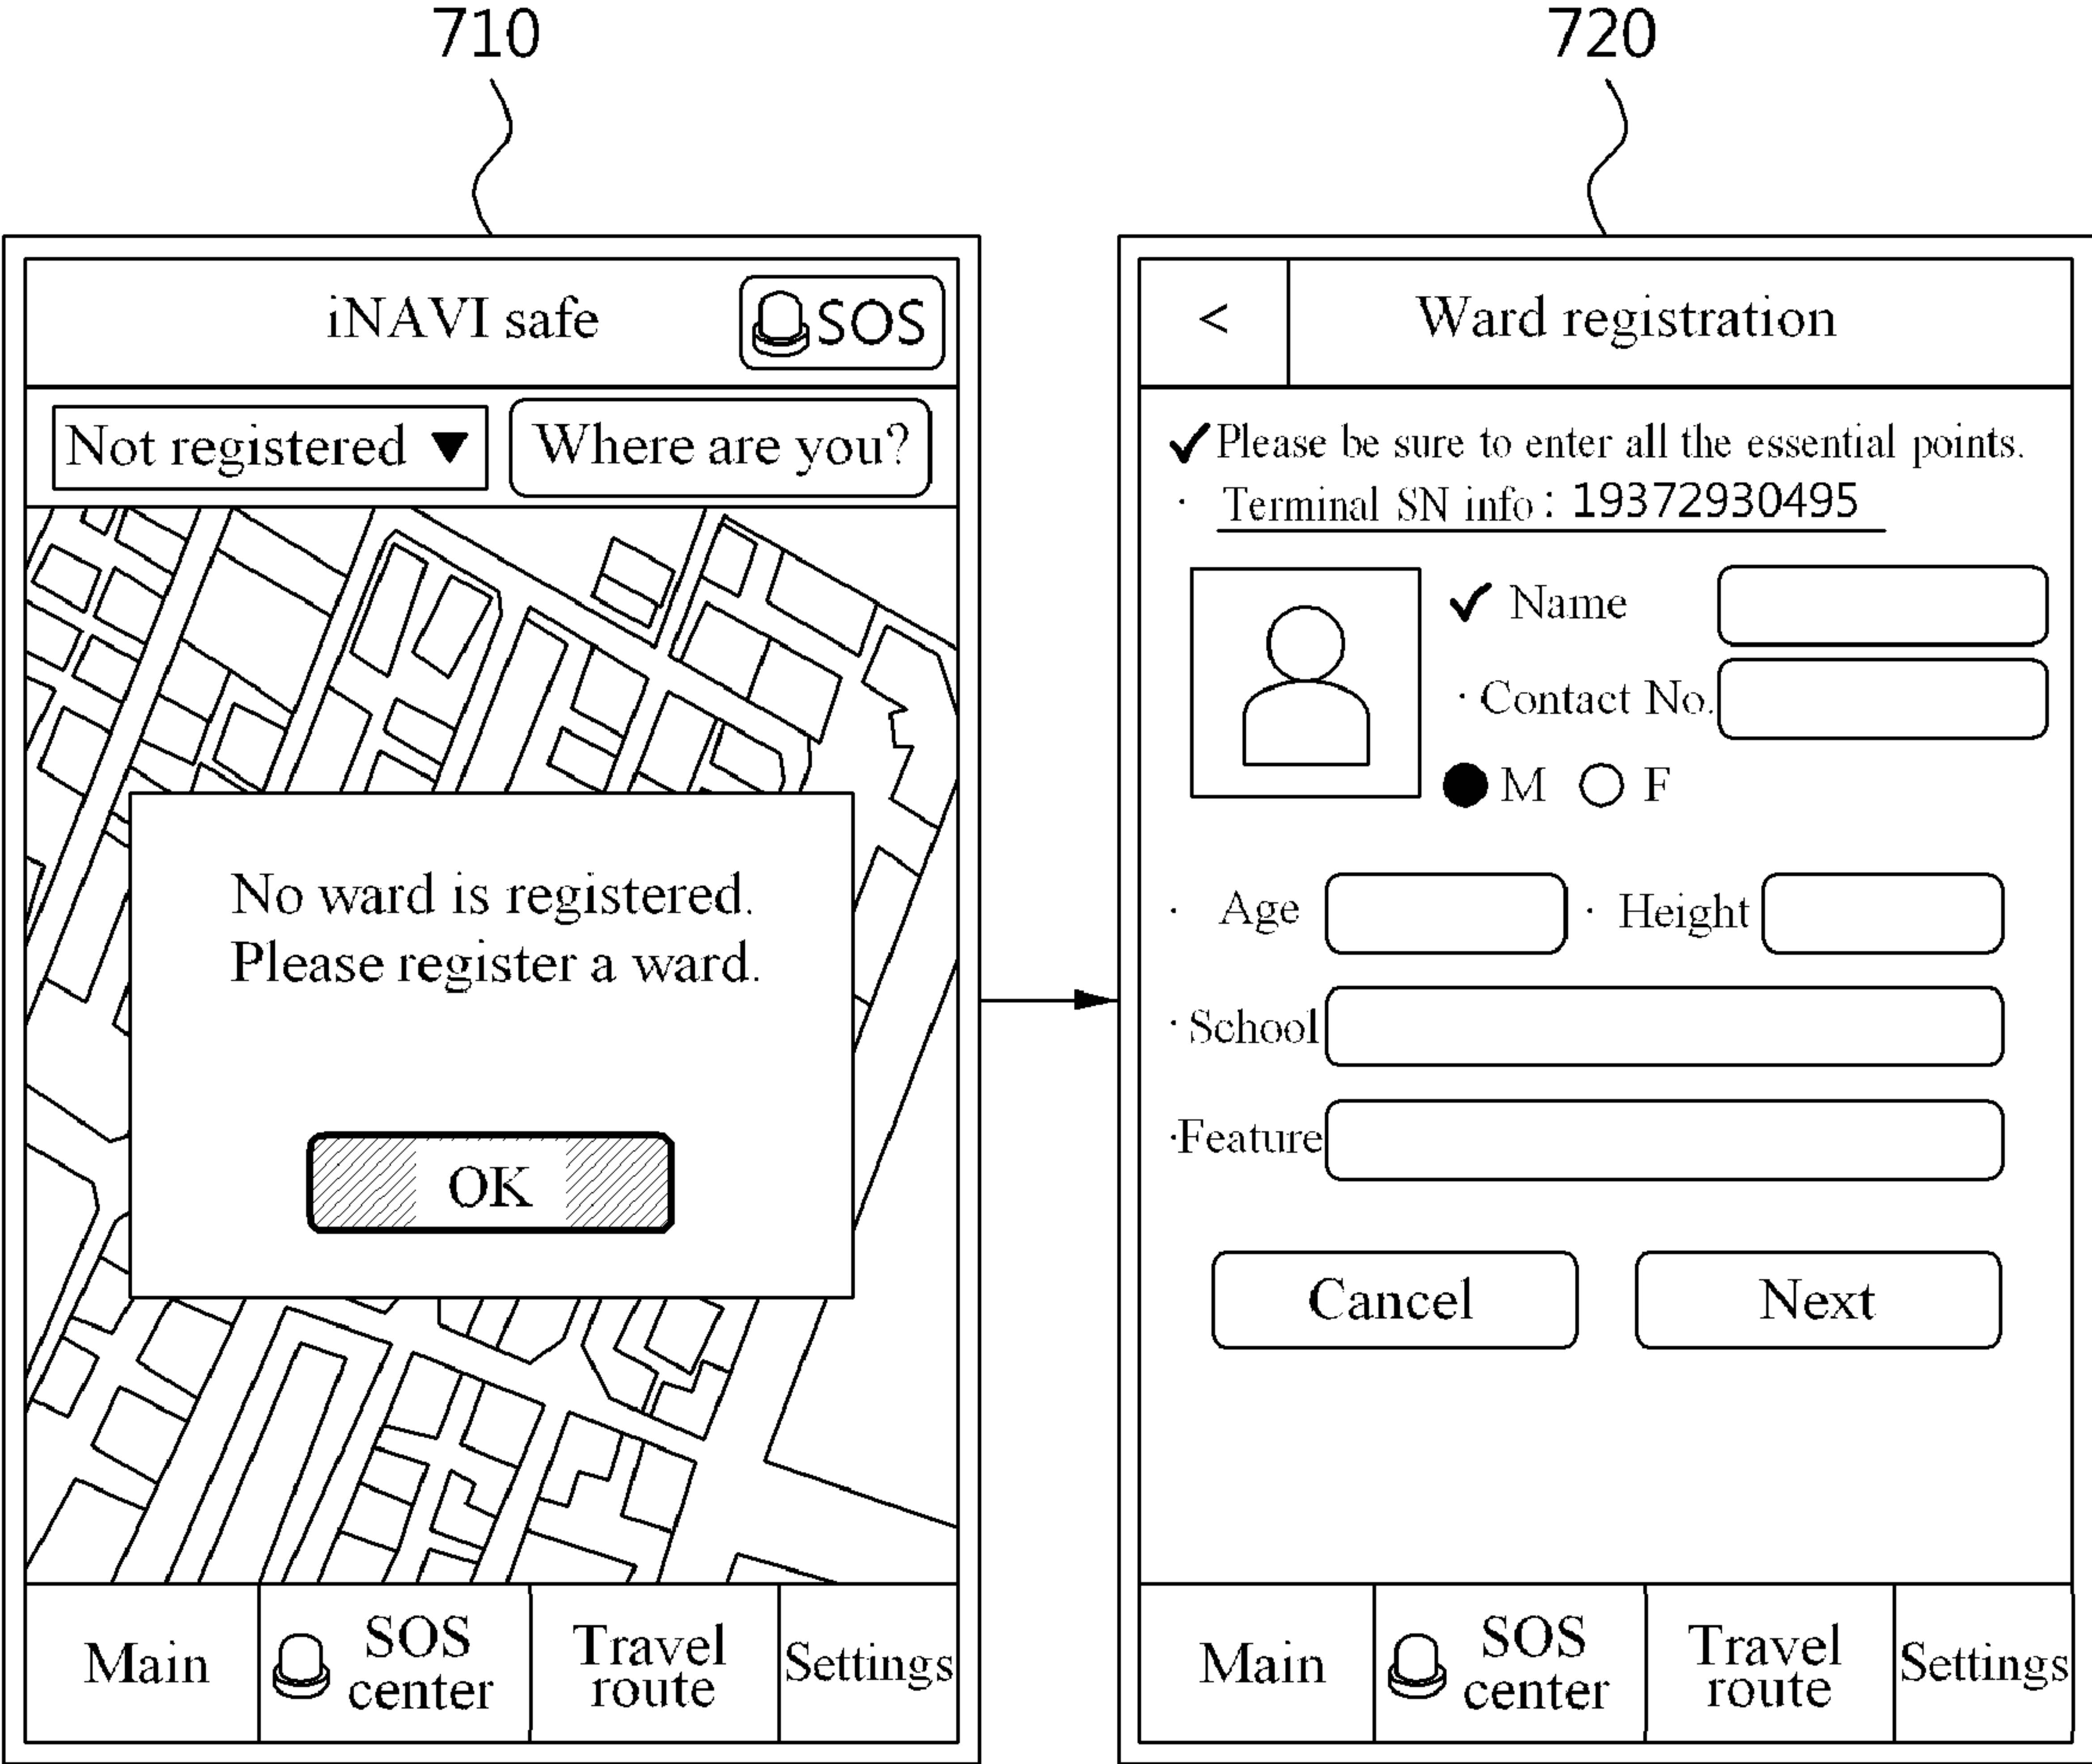 710
720
iNAVI safe
SOS
Not registered ▼
Where are you?
No ward is registered.
Please register a ward.
OK
Main
SOS
center
Travel
route
Settings
<
Ward registration
✓Please be sure to enter all the essential points.
· Terminal SN info : 19372930495
✓ Name
· Contact No.
M F
· Age
· Height
· School
· Feature
Cancel
Next
Main
SOS
center
Travel
route
Settings